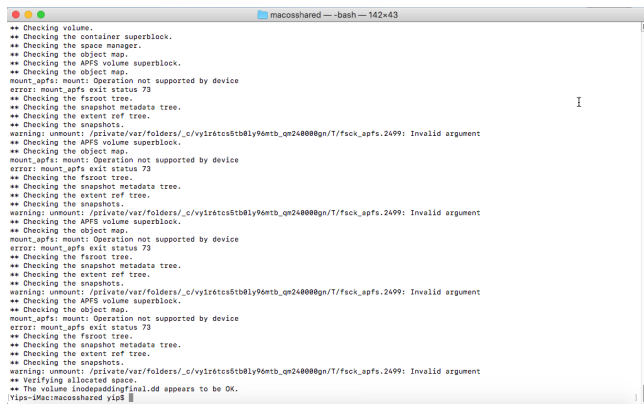 macosshared — -bash — 142×43
** Checking volume.
** Checking the container superblock.
** Checking the space manager.
** Checking the object map.
** Checking the APFS volume superblock.
** Checking the object map.
mount_apfs: mount: Operation not supported by device
error: mount_apfs exit status 73
** Checking the fsroot tree.
** Checking the snapshot metadata tree.
** Checking the extent ref tree.
** Checking the snapshots.
warning: unmount: /private/var/folders/_c/vy1r6tcs5tb0ly96mtb_qm240000gn/T/fsck_apfs.2499: Invalid argument
** Checking the APFS volume superblock.
** Checking the object map.
mount_apfs: mount: Operation not supported by device
error: mount_apfs exit status 73
** Checking the fsroot tree.
** Checking the snapshot metadata tree.
** Checking the extent ref tree.
** Checking the snapshots.
warning: unmount: /private/var/folders/_c/vy1r6tcs5tb0ly96mtb_qm240000gn/T/fsck_apfs.2499: Invalid argument
** Checking the APFS volume superblock.
** Checking the object map.
mount_apfs: mount: Operation not supported by device
error: mount_apfs exit status 73
** Checking the fsroot tree.
** Checking the snapshot metadata tree.
** Checking the extent ref tree.
** Checking the snapshots.
warning: unmount: /private/var/folders/_c/vy1r6tcs5tb0ly96mtb_qm240000gn/T/fsck_apfs.2499: Invalid argument
** Checking the APFS volume superblock.
** Checking the object map.
mount_apfs: mount: Operation not supported by device
error: mount_apfs exit status 73
** Checking the fsroot tree.
** Checking the snapshot metadata tree.
** Checking the extent ref tree.
** Checking the snapshots.
warning: unmount: /private/var/folders/_c/vy1r6tcs5tb0ly96mtb_qm240000gn/T/fsck_apfs.2499: Invalid argument
** Verifying allocated space.
** The volume inodepaddingfinal.dd appears to be OK.
Yips-iMac:macosshared yip$